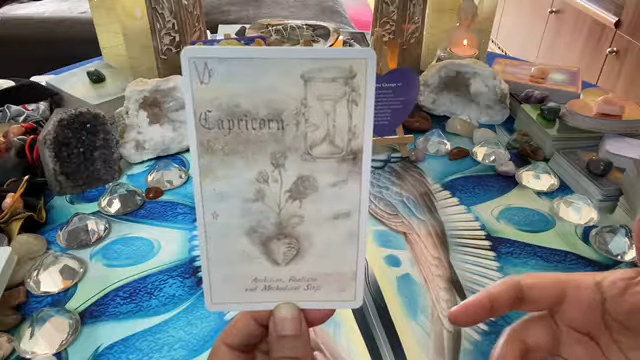 Capricorn
Ambition, Realism
and Methodical Steps